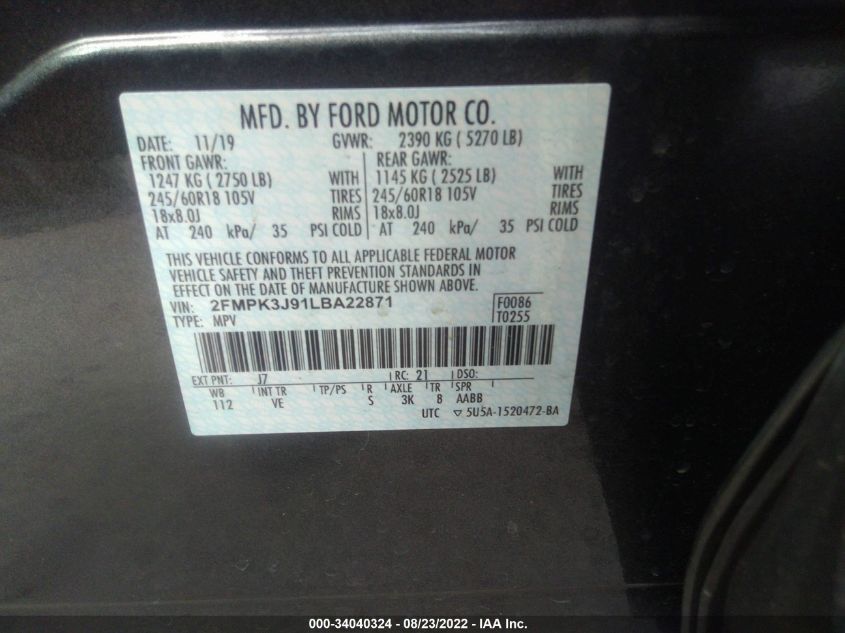 MFD. BY FORD MOTOR CO.
DATE: 11/19 GVWR: 2390 KG ( 5270 LB)
FRONT GAWR: REAR GAWR:
1247 KG ( 2750 LB) WITH 1145 KG ( 2525 LB) WITH
245/60R18 105V TIRES 245/60R18 105V TIRES
18x8.0J RIMS 18x8.0J RIMS
AT 240 kPa/ 35 PSI COLD AT 240 kPa/ 35 PSI COLD
THIS VEHICLE CONFORMS TO ALL APPLICABLE FEDERAL MOTOR
VEHICLE SAFETY AND THEFT PREVENTION STANDARDS IN
EFFECT ON THE DATE OF MANUFACTURE SHOWN ABOVE.
VIN: 2FMPK3J91LBA22871 F0086
TYPE: MPV T0255
EXT PNT: J7 RC: 21 DSO:
WB INT TR TP/PS R AXLE TR SPR
112 VE S 3K 8 AABB
UTC ▽ 5U5A-1520472-BA
000-34040324 - 08/23/2022 - IAA Inc.